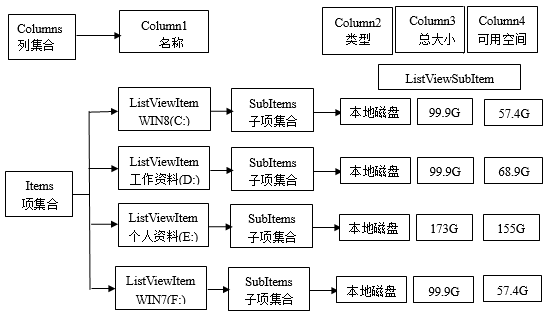 Columns
列集合
Column1
名称
Column2
类型
Column3
总大小
Column4
可用空间
ListViewSubItem
Items
项集合
ListViewItem
WIN8(C:)
SubItems
子项集合
本地磁盘
99.9G
57.4G
ListViewItem
工作资料(D:)
SubItems
子项集合
本地磁盘
99.9G
68.9G
ListViewItem
个人资料(E:)
SubItems
子项集合
本地磁盘
173G
155G
ListViewItem
WIN7(F:)
SubItems
子项集合
本地磁盘
99.9G
57.4G